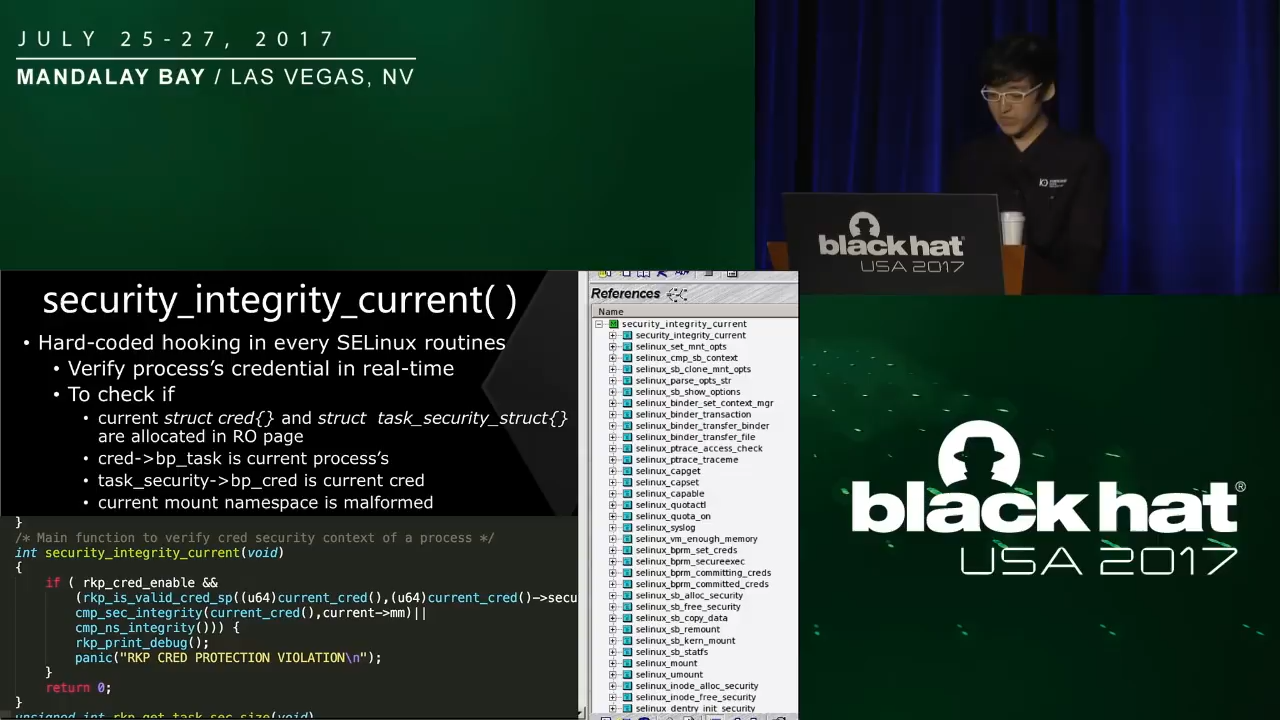 JULY 25-27, 2017
MANDALAY BAY / LAS VEGAS, NV
black hat
USA 2017
security_integrity_current( )
• Hard-coded hooking in every SELinux routines
• Verify process's credential in real-time
• To check if
• current struct cred{} and struct task_security_struct{}
are allocated in RO page
• cred->bp_task is current process's
• task_security->bp_cred is current cred
• current mount namespace is malformed
}
/* Main function to verify cred security context of a process */
int security_integrity_current(void)
{
if ( rkp_cred_enable &&
(rkp_is_valid_cred_sp((u64)current_cred(),(u64)current_cred()->secu
cmp_sec_integrity(current_cred(),current->mm)||
cmp_ns_integrity())) {
rkp_print_debug();
panic("RKP CRED PROTECTION VIOLATION\n");
}
return 0;
}
unsigned int rkp_get_task_sec_size(void)
References
Name
security_integrity_current
security_integrity_current
selinux_set_mnt_opts
selinux_cmp_sb_context
selinux_sb_clone_mnt_opts
selinux_parse_opts_str
selinux_sb_show_options
selinux_binder_set_context_mgr
selinux_binder_transaction
selinux_binder_transfer_binder
selinux_binder_transfer_file
selinux_ptrace_access_check
selinux_ptrace_traceme
selinux_capget
selinux_capset
selinux_capable
selinux_quotactl
selinux_quota_on
selinux_syslog
selinux_vm_enough_memory
selinux_bprm_set_creds
selinux_bprm_secureexec
selinux_bprm_committing_creds
selinux_bprm_committed_creds
selinux_sb_alloc_security
selinux_sb_free_security
selinux_sb_copy_data
selinux_sb_remount
selinux_sb_kern_mount
selinux_sb_statfs
selinux_mount
selinux_umount
selinux_inode_alloc_security
selinux_inode_free_security
selinux_dentry_init_security
black hat®
USA 2017